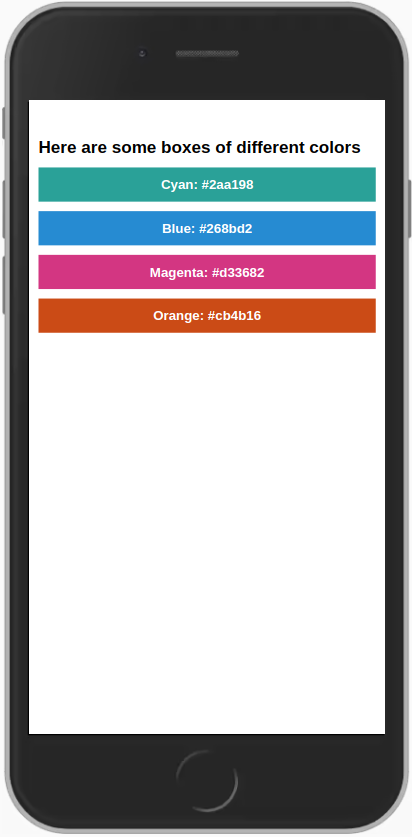 Here are some boxes of different colors
Cyan: #2aa198
Blue: #268bd2
Magenta: #d33682
Orange: #cb4b16